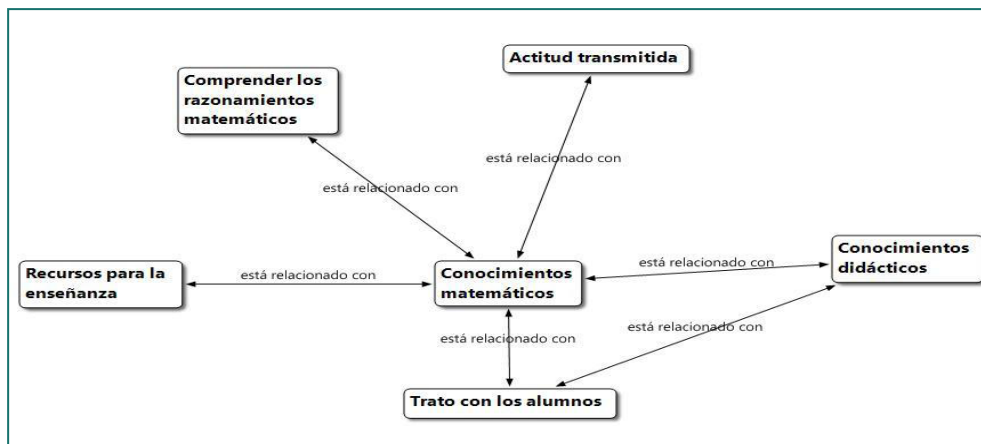 Actitud transmitida
Comprender los
razonamientos
matemáticos
está relacionado con
está relacionado con
Conocimientos
didácticos
Recursos para la
enseñanza
está relacionado con
Conocimientos
matemáticos
está relacionado con
está relacionado con
está relacionado con
Trato con los alumnos